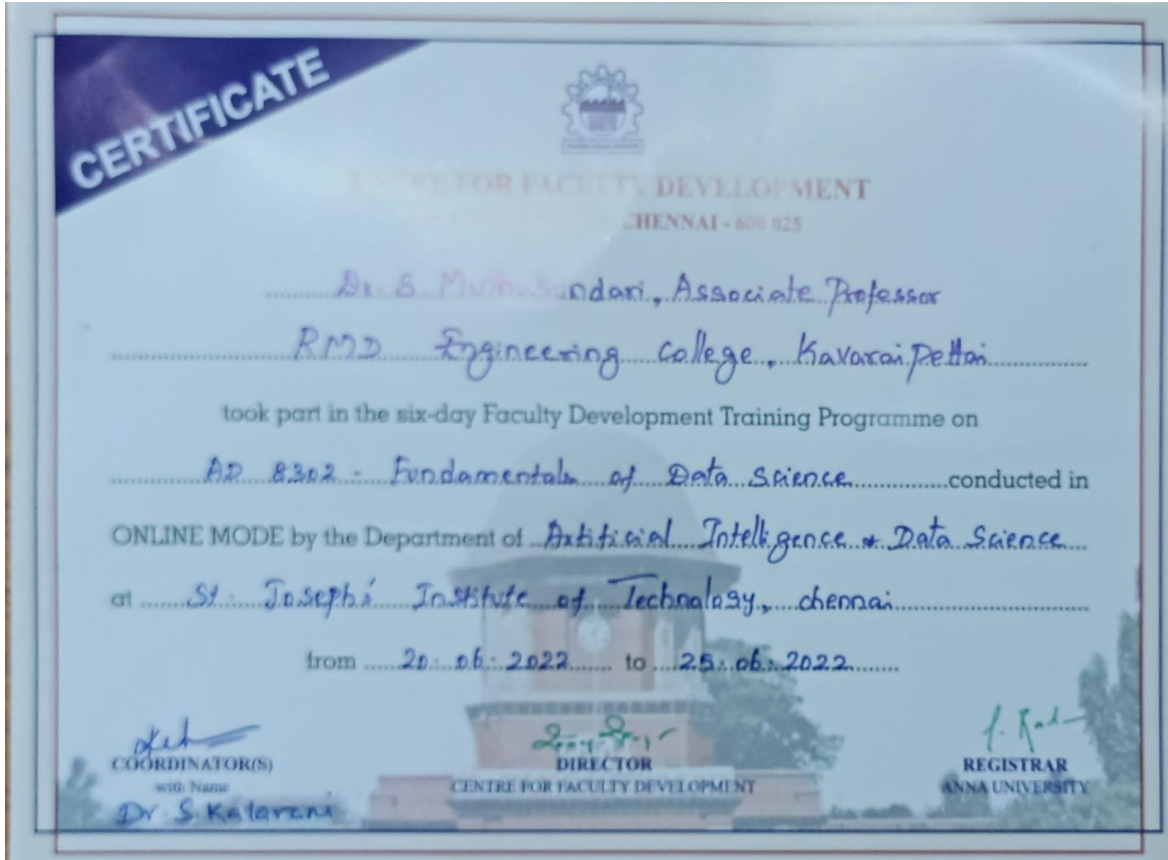 CERTIFICATE
CENTRE FOR FACULTY DEVELOPMENT
CHENNAI - 600 025
Dr. S. Muthusundari, Associate Professor
RMD Engineering College, Kavaraipettai
took part in the six-day Faculty Development Training Programme on
AD 8302 - Fundamentals of Data Science conducted in
ONLINE MODE by the Department of Artificial Intelligence & Data Science
at St. Joseph's Institute of Technology, chennai
from 20.06.2022 to 25.06.2022
COORDINATOR(S) DIRECTOR REGISTRAR
with Name CENTRE FOR FACULTY DEVELOPMENT ANNA UNIVERSITY
Dr. S. Kalarani